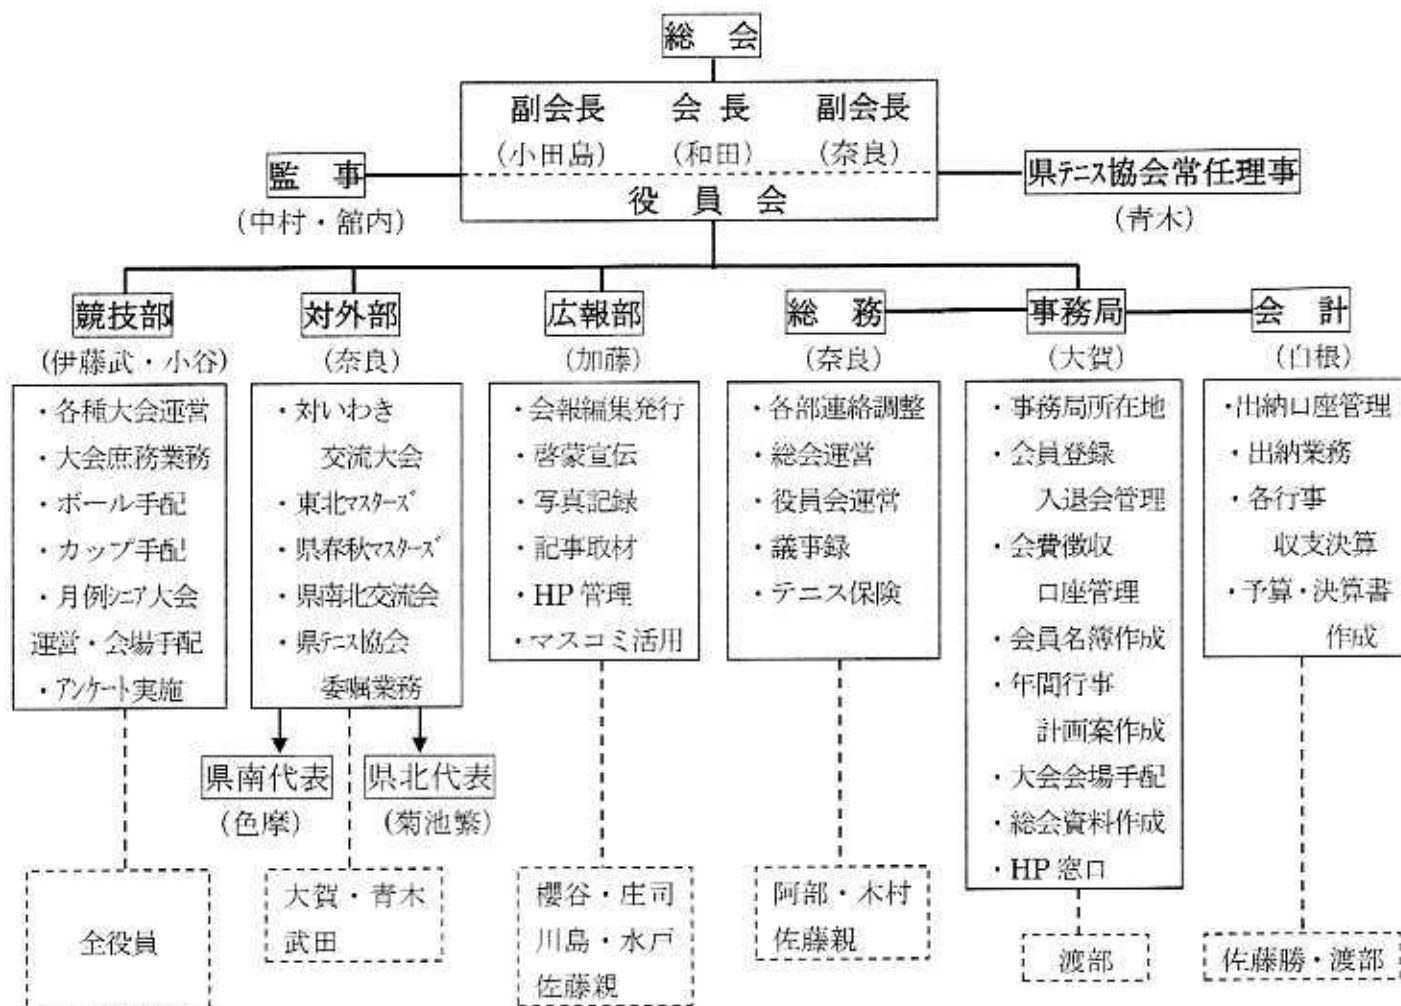 総　会
副会長　会 長　副会長
(小田島)　(和田)　(奈良)
役　員　会
監　事
(中村・舘内)
県ﾃﾆｽ協会常任理事
(青木)
競技部
(伊藤武・小谷)
・各種大会運営
・大会庶務業務
・ボール手配
・カップ手配
・月例ｼﾆｱ大会
運営・会場手配
・ｱﾝｹｰﾄ実施
全役員
対外部
(奈良)
・対いわき
交流大会
・東北ﾏｽﾀｰｽﾞ
・県春秋ﾏｽﾀｰｽﾞ
・県南北交流会
・県ﾃﾆｽ協会
委嘱業務
県南代表
(色摩)
県北代表
(菊池繁)
大賀・青木
武田
広報部
(加藤)
・会報編集発行
・啓蒙宣伝
・写真記録
・記事取材
・HP 管理
・マスコミ活用
櫻谷・庄司
川島・水戸
佐藤親
総　務
(奈良)
・各部連絡調整
・総会運営
・役員会運営
・議事録
・テニス保険
阿部・木村
佐藤親
事務局
(大賀)
・事務局所在地
・会員登録
入退会管理
・会費徴収
口座管理
・会員名簿作成
・年間行事
計画案作成
・大会会場手配
・総会資料作成
・HP 窓口
渡部
会　計
(白根)
・出納口座管理
・出納業務
・各行事
収支決算
・予算・決算書
作成
佐藤勝・渡部